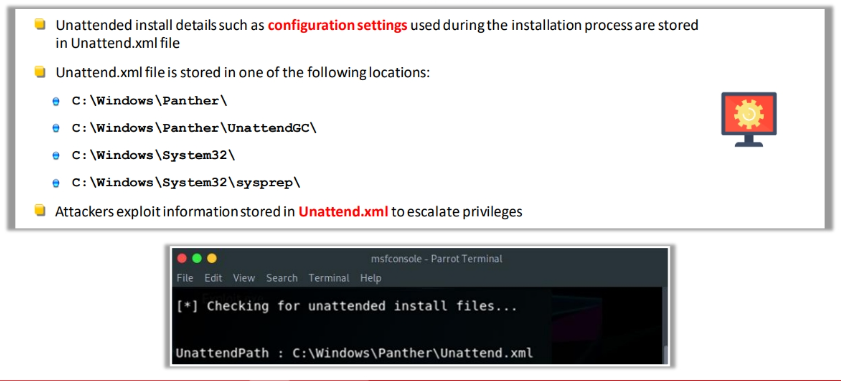 Unattended install details such as configuration settings used during the installation process are stored
in Unattend.xml file
Unattend.xml file is stored in one of the following locations:
C:\Windows\Panther\
C:\Windows\Panther\UnattendGC\
C:\Windows\System32\
C:\Windows\System32\sysprep\
Attackers exploit information stored in Unattend.xml to escalate privileges
msfconsole - Parrot Terminal
File Edit View Search Terminal Help
[*] Checking for unattended install files...
UnattendPath : C:\Windows\Panther\Unattend.xml